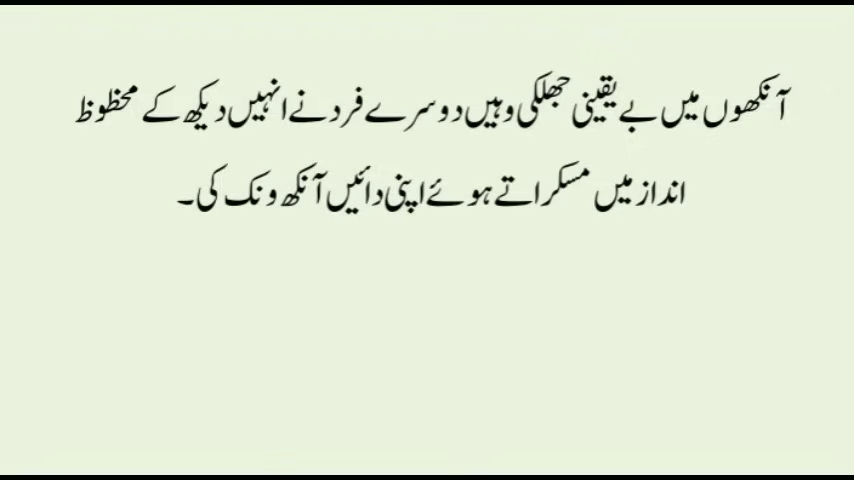 آنکھوں میں بے یقینی جھلکی وہیں دوسرے فرد نے انہیں دیکھ کے محظوظ
انداز میں مسکراتے ہوئے اپنی دائیں آنکھ ونک کی۔